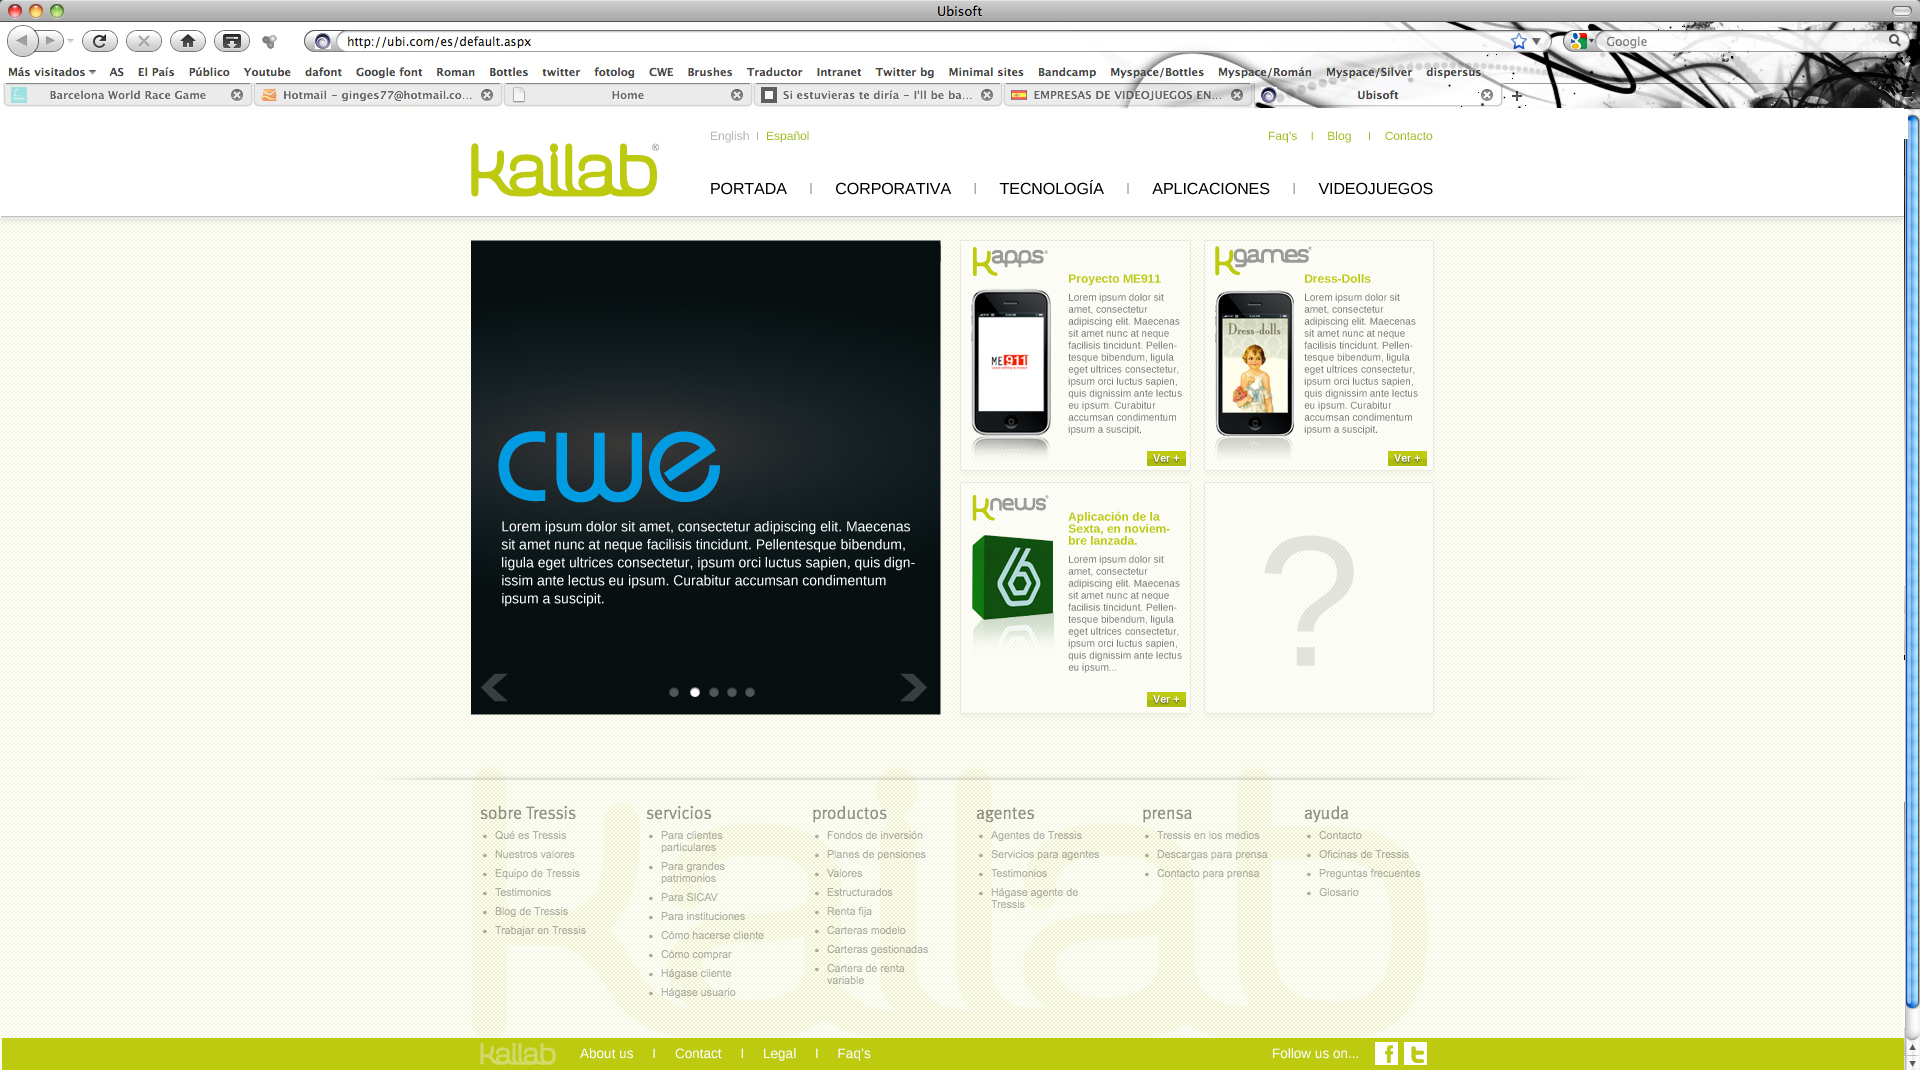 Ubisoft
http://ubi.com/es/default.aspx
Google
Más visitados AS El País Público Youtube dafont Google font Roman Bottles twitter fotolog CWE Brushes Traductor Intranet Twitter bg Minimal sites Bandcamp Myspace/Bottles Myspace/Román Myspace/Silver dispersus
Barcelona World Race Game
Hotmail - ginges77@hotmail.co...
Home
Si estuvieras te diría - I'll be ba...
EMPRESAS DE VIDEOJUEGOS EN...
Ubisoft
English | Español
Faq's | Blog | Contacto
kailab®
PORTADA | CORPORATIVA | TECNOLOGÍA | APLICACIONES | VIDEOJUEGOS
cwe
Lorem ipsum dolor sit amet, consectetur adipiscing elit. Maecenas
sit amet nunc at neque facilisis tincidunt. Pellentesque bibendum,
ligula eget ultrices consectetur, ipsum orci luctus sapien, quis dign-
issim ante lectus eu ipsum. Curabitur accumsan condimentum
ipsum a suscipit.
kapps
Proyecto ME911
ME911
Lorem ipsum dolor sit
amet, consectetur
adipiscing elit. Maecenas
sit amet nunc at neque
facilisis tincidunt. Pellen-
tesque bibendum, ligula
eget ultrices consectetur,
ipsum orci luctus sapien,
quis dignissim ante lectus
eu ipsum. Curabitur
accumsan condimentum
ipsum a suscipit.
Ver +
kgames
Dress-Dolls
Dress-dolls
Lorem ipsum dolor sit
amet, consectetur
adipiscing elit. Maecenas
sit amet nunc at neque
facilisis tincidunt. Pellen-
tesque bibendum, ligula
eget ultrices consectetur,
ipsum orci luctus sapien,
quis dignissim ante lectus
eu ipsum. Curabitur
accumsan condimentum
ipsum a suscipit.
Ver +
knews
Aplicación de la
Sexta, en noviem-
bre lanzada.
6
Lorem ipsum dolor sit
amet, consectetur
adipiscing elit. Maecenas
sit amet nunc at neque
facilisis tincidunt. Pellen-
tesque bibendum, ligula
eget ultrices consectetur,
ipsum orci luctus sapien,
quis dignissim ante lectus
eu ipsum...
Ver +
?
kailab
sobre Tressis
Qué es Tressis
Nuestros valores
Equipo de Tressis
Testimonios
Blog de Tressis
Trabajar en Tressis
servicios
Para clientes
particulares
Para grandes
patrimonios
Para SICAV
Para instituciones
Cómo hacerse cliente
Cómo comprar
Hágase cliente
Hágase usuario
productos
Fondos de inversión
Planes de pensiones
Valores
Estructurados
Renta fija
Carteras modelo
Carteras gestionadas
Cartera de renta
variable
agentes
Agentes de Tressis
Servicios para agentes
Testimonios
Hágase agente de
Tressis
prensa
Tressis en los medios
Descargas para prensa
Contacto para prensa
ayuda
Contacto
Oficinas de Tressis
Preguntas frecuentes
Glosario
kailab About us | Contact | Legal | Faq's
Follow us on... f t